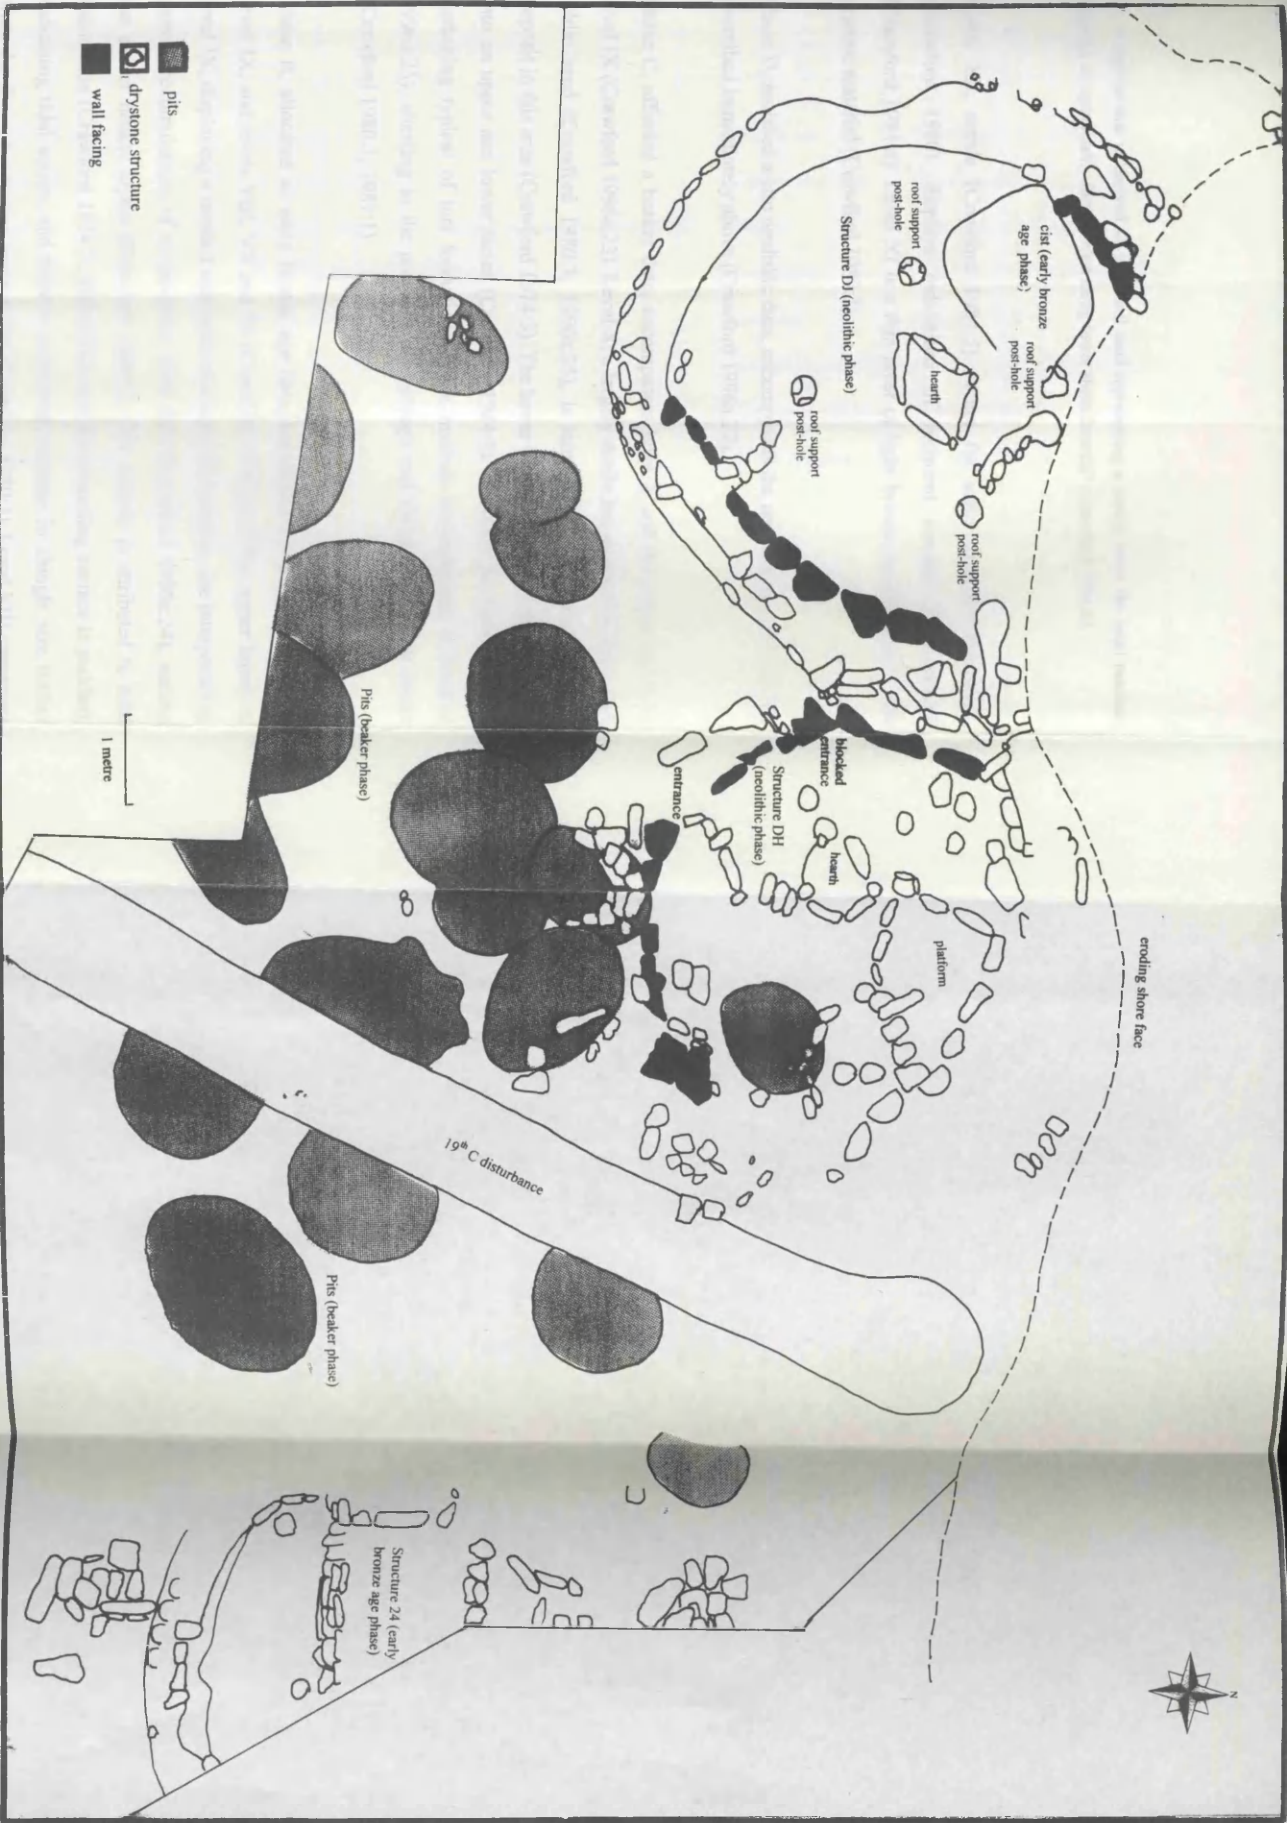 N
eroding shore face
cist (early bronze
age phase)
roof support
post-hole
roof support
post-hole
hearth
Structure DJ (neolithic phase)
roof support
post-hole
roof support
post-hole
platform
blocked
entrance
hearth
Structure DH
(neolithic phase)
entrance
19th C disturbance
Pits (beaker phase)
Pits (beaker phase)
Structure 24 (early
bronze age phase)
pits
drystone structure
wall facing
1 metre